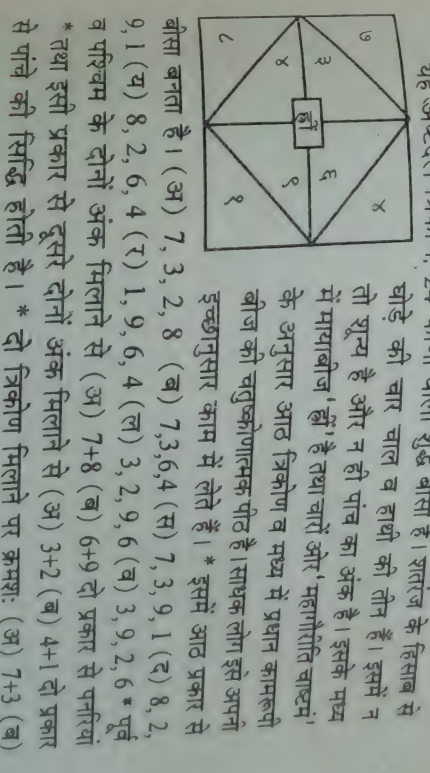 शुद्ध बीसा है। शतरंज के हिसाब से
घोड़े की चार चाल व हाथी की तीन हैं। इसमें न
तो शून्य है और न ही पांच का अंक है। इसके मध्य
में मायाबीज 'ह्रीं' है तथा चारों ओर
के अनुसार आठ त्रिकोण व मध्य में प्रधान कामरूपी
बीज की चतुष्कोणात्मक पीठ है। साधक लोग इसे अपनी
इच्छानुसार काम में लेते हैं। * इसमें आठ प्रकार से
७ ४
३ ६
ह्रीं
९
८ १
बीसा बनता है। (अ) 7, 3, 2, 8 (ब) 7,3,6,4 (स) 7, 3, 9, 1 (द) 8, 2,
9, 1 (य) 8, 2, 6, 4 (र) 1, 9, 6, 4 (ल) 3, 2, 9, 6 (व) 3, 9, 2, 6 * पूर्व
व पश्चिम के दोनों अंक मिलाने से (अ) 7+8 (ब) 6+9 दो प्रकार से पनरिया
* तथा इसी प्रकार से दूसरे दोनों अंक मिलाने से (अ) 3+2 (ब) 4+1 दो प्रकार
से पांचे की सिद्धि होती है। * दो त्रिकोण मिलाने पर क्रमशः (अ) 7+3 (ब)